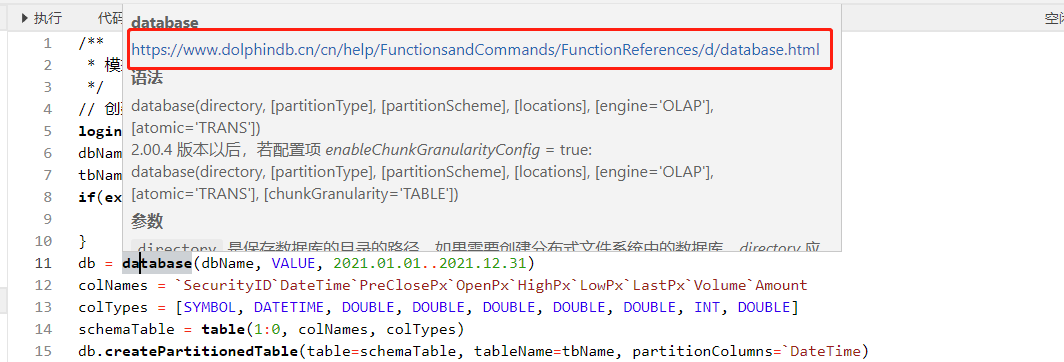 执行 代码
database
https://www.dolphindb.cn/cn/help/FunctionsandCommands/FunctionReferences/d/database.html
语法
database(directory, [partitionType], [partitionScheme], [locations], [engine='OLAP'],
[atomic='TRANS'])
2.00.4 版本以后，若配置项 enableChunkGranularityConfig = true:
database(directory, [partitionType], [partitionScheme], [locations], [engine='OLAP'],
[atomic='TRANS'], [chunkGranularity='TABLE'])
参数
directory 是保存数据库的目录的路径。如果需要创建分布式文件系统中的数据库，directory 应
1 /**
2 * 模
3 */
4 // 创
5 login
6 dbNam
7 tbNam
8 if(ex
9
10 }
11 db = database(dbName, VALUE, 2021.01.01..2021.12.31)
12 colNames = `SecurityID`DateTime`PreClosePx`OpenPx`HighPx`LowPx`LastPx`Volume`Amount
13 colTypes = [SYMBOL, DATETIME, DOUBLE, DOUBLE, DOUBLE, DOUBLE, DOUBLE, INT, DOUBLE]
14 schemaTable = table(1:0, colNames, colTypes)
15 db.createPartitionedTable(table=schemaTable, tableName=tbName, partitionColumns=`DateTime)